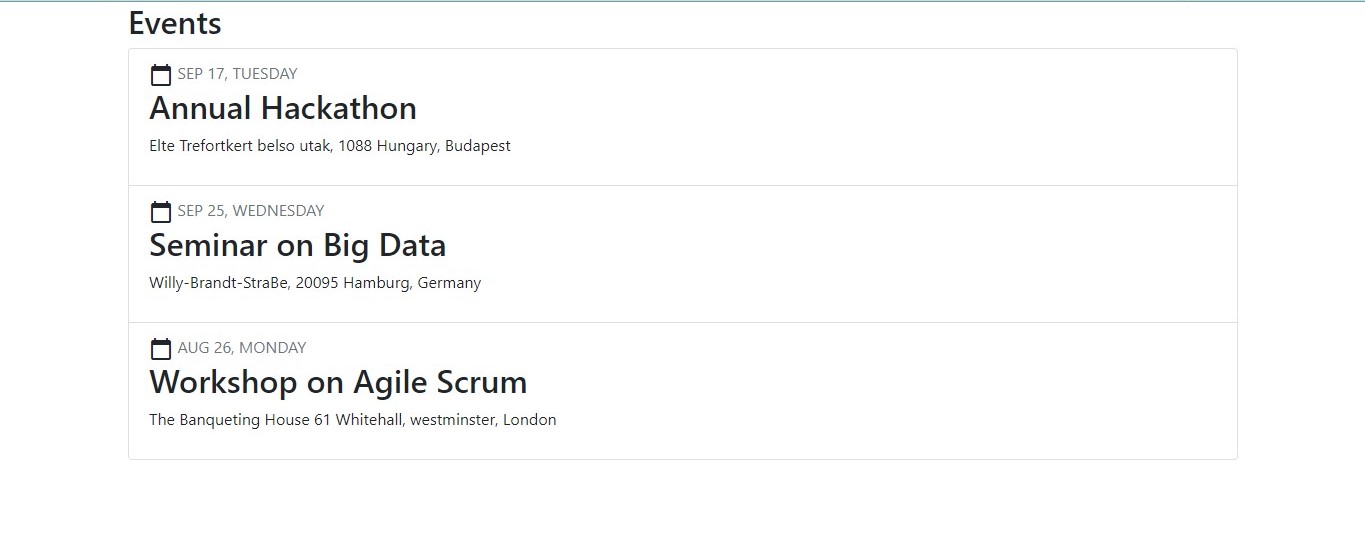 Events
SEP 17, TUESDAY
Annual Hackathon
Elte Trefortkert belso utak, 1088 Hungary, Budapest
SEP 25, WEDNESDAY
Seminar on Big Data
Willy-Brandt-StraBe, 20095 Hamburg, Germany
AUG 26, MONDAY
Workshop on Agile Scrum
The Banqueting House 61 Whitehall, westminster, London